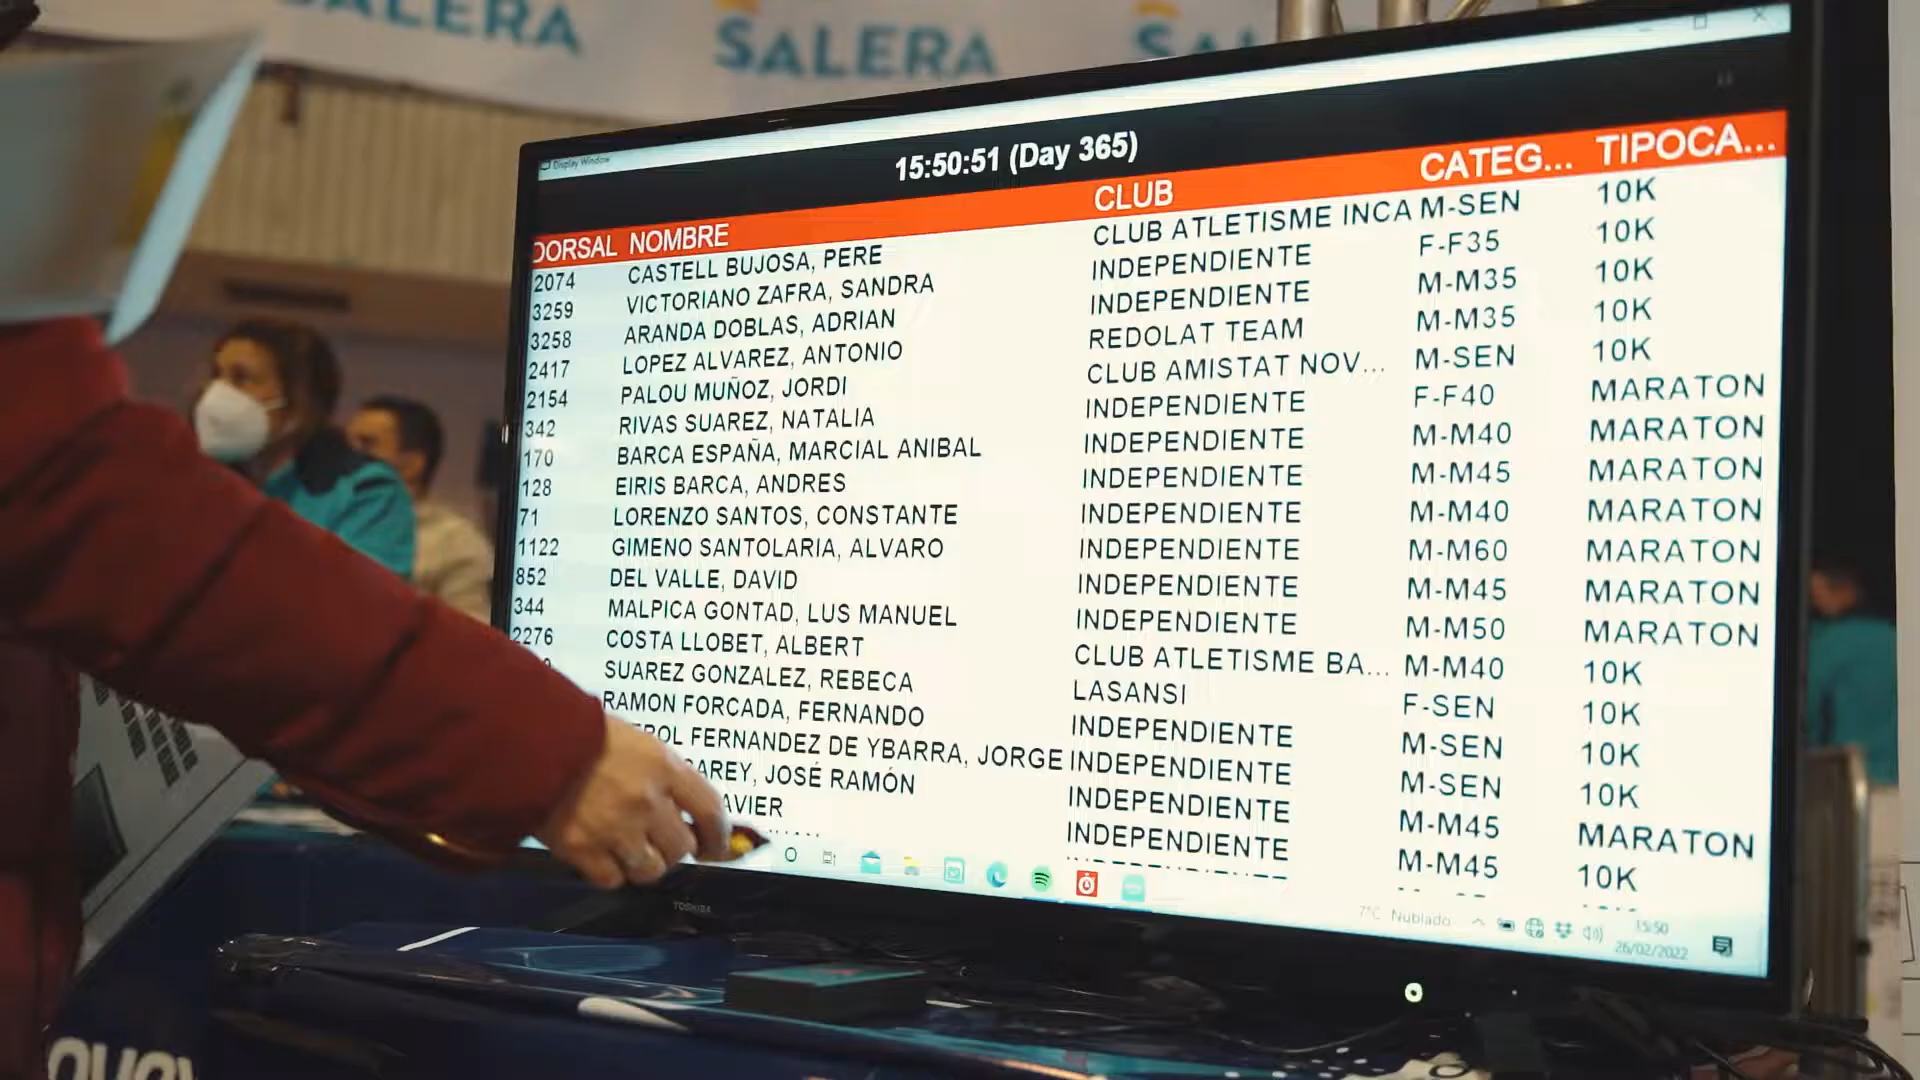 SALERA
SALERA
SAL
Display Window
15:50:51 (Day 365)
DORSAL NOMBRE CLUB CATEG... TIPOCA...
2074 CASTELL BUJOSA, PERE CLUB ATLETISME INCA M-SEN 10K
3259 VICTORIANO ZAFRA, SANDRA INDEPENDIENTE F-F35 10K
3258 ARANDA DOBLAS, ADRIAN INDEPENDIENTE M-M35 10K
2417 LOPEZ ALVAREZ, ANTONIO REDOLAT TEAM M-M35 10K
2154 PALOU MUÑOZ, JORDI CLUB AMISTAT NOV... M-SEN 10K
342 RIVAS SUAREZ, NATALIA INDEPENDIENTE F-F40 MARATON
170 BARCA ESPAÑA, MARCIAL ANIBAL INDEPENDIENTE M-M40 MARATON
128 EIRIS BARCA, ANDRES INDEPENDIENTE M-M45 MARATON
71 LORENZO SANTOS, CONSTANTE INDEPENDIENTE M-M40 MARATON
1122 GIMENO SANTOLARIA, ALVARO INDEPENDIENTE M-M60 MARATON
852 DEL VALLE, DAVID INDEPENDIENTE M-M45 MARATON
344 MALPICA GONTAD, LUS MANUEL INDEPENDIENTE M-M50 MARATON
2276 COSTA LLOBET, ALBERT CLUB ATLETISME BA... M-M40 10K
SUAREZ GONZALEZ, REBECA LASANSI F-SEN 10K
RAMON FORCADA, FERNANDO INDEPENDIENTE M-SEN 10K
FERNANDEZ DE YBARRA, JORGE INDEPENDIENTE M-SEN 10K
AREY, JOSÉ RAMÓN INDEPENDIENTE M-M45 MARATON
AVIER INDEPENDIENTE M-M45 10K
7°C Nublado 15:50
26/02/2022
TOSHIBA